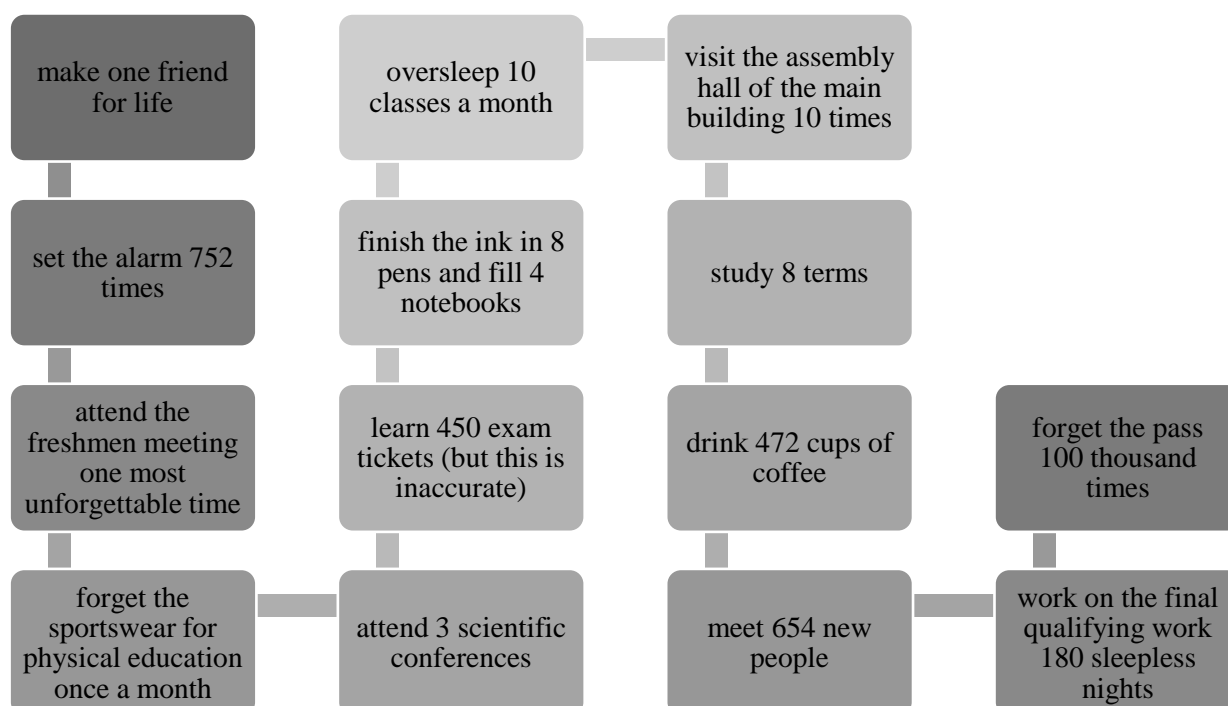 make one friend
for life
set the alarm 752
times
attend the
freshmen meeting
one most
unforgettable time
forget the
sportswear for
physical education
once a month
attend 3 scientific
conferences
learn 450 exam
tickets (but this is
inaccurate)
finish the ink in 8
pens and fill 4
notebooks
oversleep 10
classes a month
visit the assembly
hall of the main
building 10 times
study 8 terms
drink 472 cups of
coffee
meet 654 new
people
work on the final
qualifying work
180 sleepless
nights
forget the pass
100 thousand
times